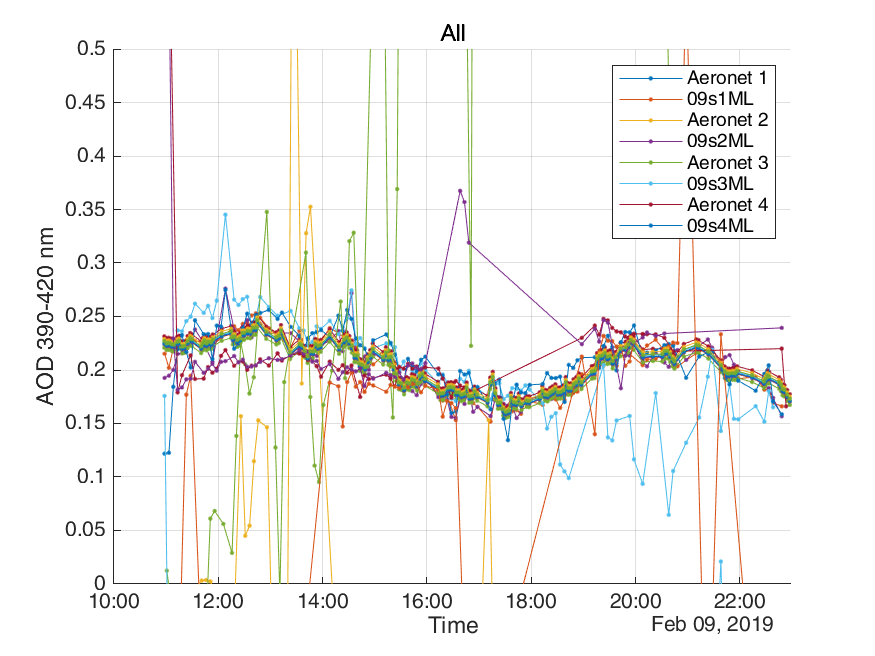 All
0.5
0.45
0.4
0.35
0.3
0.25
0.2
0.15
0.1
0.05
0
AOD 390-420 nm
Aeronet 1
09s1ML
Aeronet 2
09s2ML
Aeronet 3
09s3ML
Aeronet 4
09s4ML
10:00 12:00 14:00 16:00 18:00 20:00 22:00
Time
Feb 09, 2019